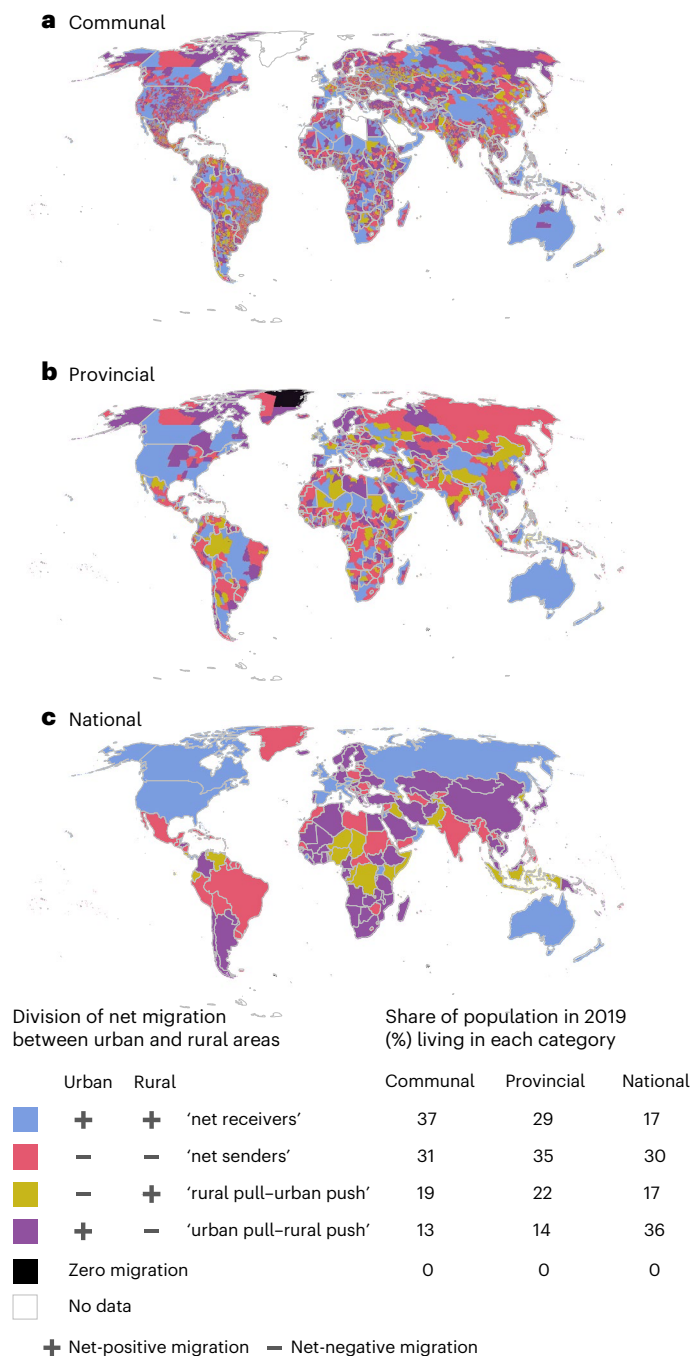 a Communal
b Provincial
c National
Division of net migration
between urban and rural areas
Share of population in 2019
(%) living in each category
Urban Rural Communal Provincial National
+ + ‘net receivers’ 37 29 17
− − ‘net senders’ 31 35 30
− + ‘rural pull–urban push’ 19 22 17
+ − ‘urban pull–rural push’ 13 14 36
Zero migration 0 0 0
No data
+ Net-positive migration − Net-negative migration